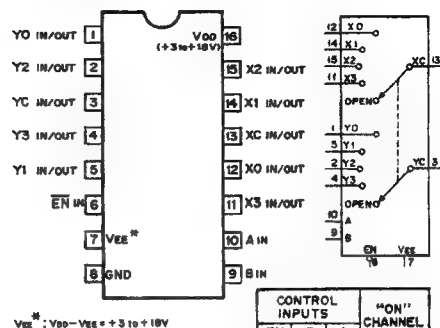 Y0 IN/OUT 1
Y2 IN/OUT 2
YC IN/OUT 3
Y3 IN/OUT 4
Y1 IN/OUT 5
EN IN 6
7 VEE*
8 GND
VDD 16
(+3 to +18V)
15 X2 IN/OUT
14 X1 IN/OUT
13 XC IN/OUT
12 X0 IN/OUT
11 X3 IN/OUT
10 A IN
9 B IN
VEE* : VDD-VEE = +3 to +18V
12 X0
14 X1
15 X2
11 X3
XC 13
OPEN
1 Y0
5 Y1
2 Y2
4 Y3
YC 3
OPEN
10 A
9 B
EN VEE
7
CONTROL
INPUTS
"ON"
CHANNEL